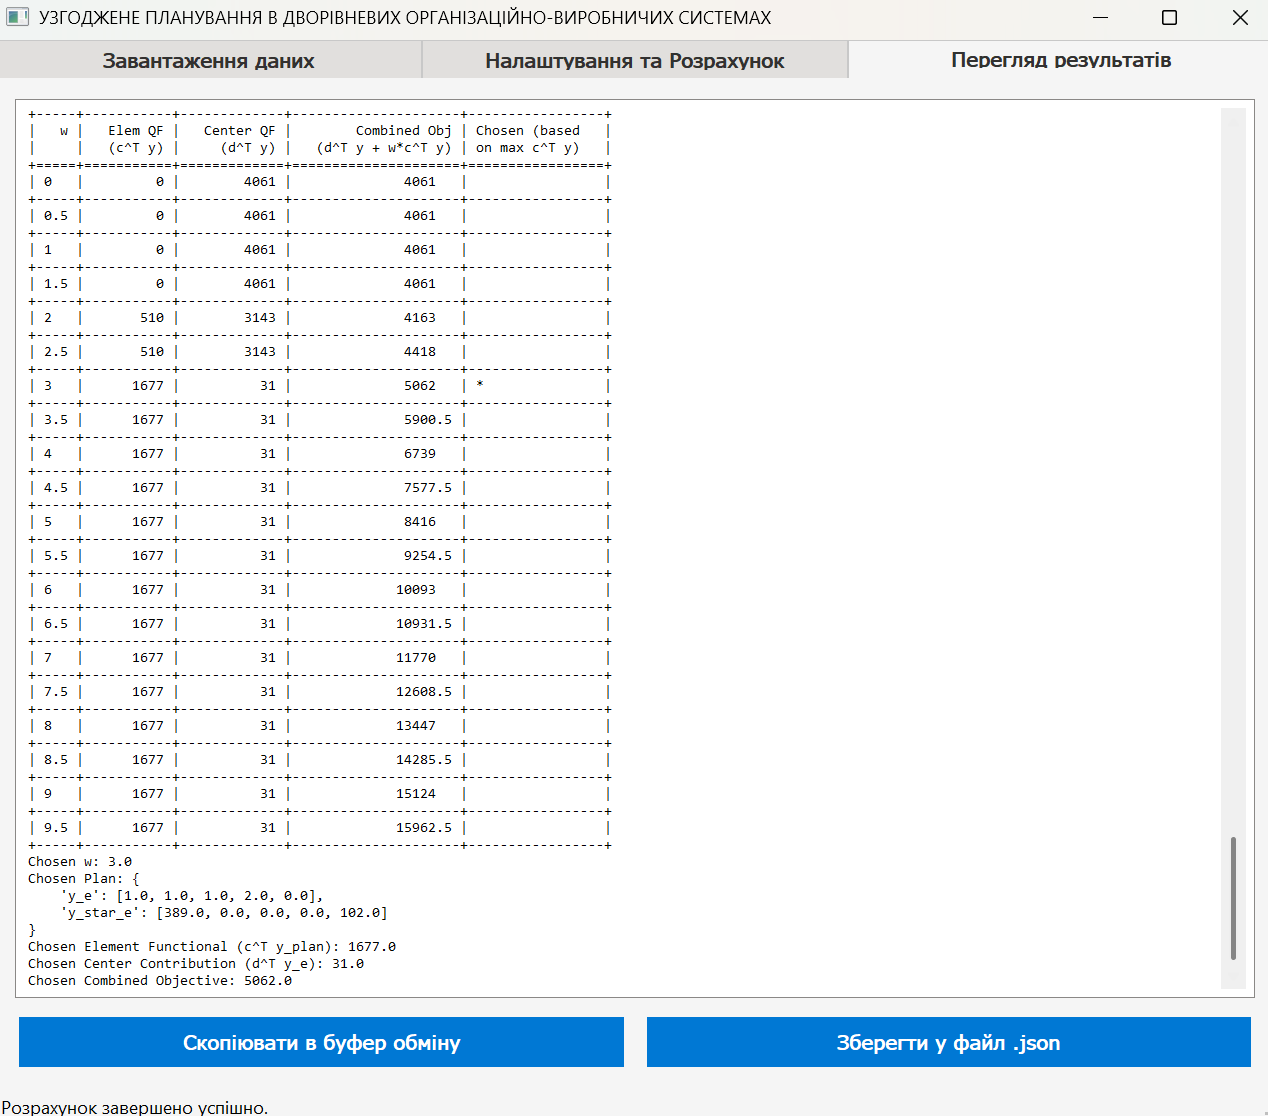 УЗГОДЖЕНЕ ПЛАНУВАННЯ В ДВОРІВНЕВИХ ОРГАНІЗАЦІЙНО-ВИРОБНИЧИХ СИСТЕМАХ
Завантаження даних Налаштування та Розрахунок Перегляд результатів
+-----+-----------+-------------+---------------------+-----------------+
|   w |   Elem QF |   Center QF |        Combined Obj | Chosen (based   |
|     |   (c^T y) |     (d^T y) |   (d^T y + w*c^T y) | on max c^T y)   |
+=====+===========+=============+=====================+=================+
| 0   |         0 |        4061 |              4061   |                 |
+-----+-----------+-------------+---------------------+-----------------+
| 0.5 |         0 |        4061 |              4061   |                 |
+-----+-----------+-------------+---------------------+-----------------+
| 1   |         0 |        4061 |              4061   |                 |
+-----+-----------+-------------+---------------------+-----------------+
| 1.5 |         0 |        4061 |              4061   |                 |
+-----+-----------+-------------+---------------------+-----------------+
| 2   |       510 |        3143 |              4163   |                 |
+-----+-----------+-------------+---------------------+-----------------+
| 2.5 |       510 |        3143 |              4418   |                 |
+-----+-----------+-------------+---------------------+-----------------+
| 3   |      1677 |          31 |              5062   | *               |
+-----+-----------+-------------+---------------------+-----------------+
| 3.5 |      1677 |          31 |              5900.5 |                 |
+-----+-----------+-------------+---------------------+-----------------+
| 4   |      1677 |          31 |              6739   |                 |
+-----+-----------+-------------+---------------------+-----------------+
| 4.5 |      1677 |          31 |              7577.5 |                 |
+-----+-----------+-------------+---------------------+-----------------+
| 5   |      1677 |          31 |              8416   |                 |
+-----+-----------+-------------+---------------------+-----------------+
| 5.5 |      1677 |          31 |              9254.5 |                 |
+-----+-----------+-------------+---------------------+-----------------+
| 6   |      1677 |          31 |             10093   |                 |
+-----+-----------+-------------+---------------------+-----------------+
| 6.5 |      1677 |          31 |             10931.5 |                 |
+-----+-----------+-------------+---------------------+-----------------+
| 7   |      1677 |          31 |             11770   |                 |
+-----+-----------+-------------+---------------------+-----------------+
| 7.5 |      1677 |          31 |             12608.5 |                 |
+-----+-----------+-------------+---------------------+-----------------+
| 8   |      1677 |          31 |             13447   |                 |
+-----+-----------+-------------+---------------------+-----------------+
| 8.5 |      1677 |          31 |             14285.5 |                 |
+-----+-----------+-------------+---------------------+-----------------+
| 9   |      1677 |          31 |             15124   |                 |
+-----+-----------+-------------+---------------------+-----------------+
| 9.5 |      1677 |          31 |             15962.5 |                 |
+-----+-----------+-------------+---------------------+-----------------+
Chosen w: 3.0
Chosen Plan: {
    'y_e': [1.0, 1.0, 1.0, 2.0, 0.0],
    'y_star_e': [389.0, 0.0, 0.0, 0.0, 102.0]
}
Chosen Element Functional (c^T y_plan): 1677.0
Chosen Center Contribution (d^T y_e): 31.0
Chosen Combined Objective: 5062.0
Скопіювати в буфер обміну Зберегти у файл .json
Розрахунок завершено успішно.